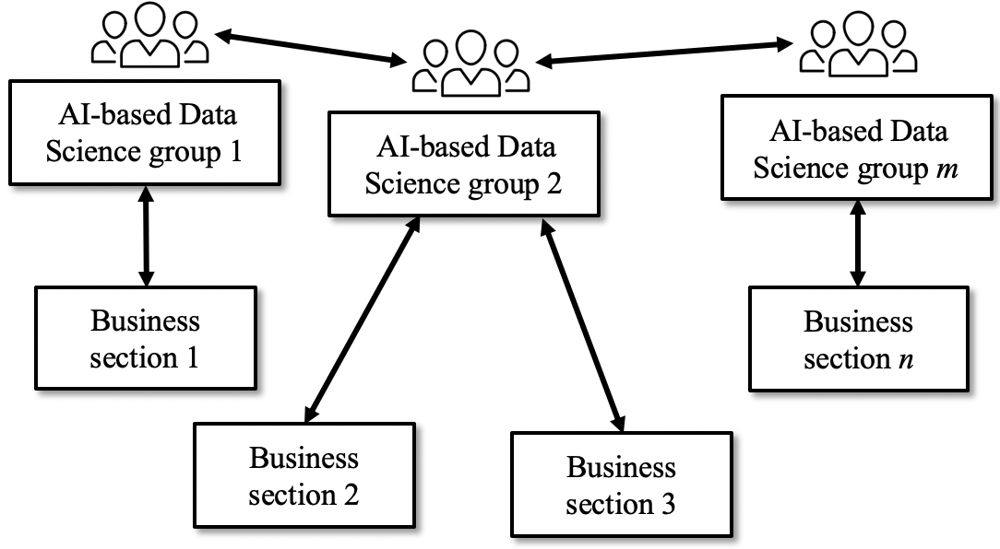 AI-based Data
Science group 1
AI-based Data
Science group 2
AI-based Data
Science group m
Business
section 1
Business
section 2
Business
section 3
Business
section n